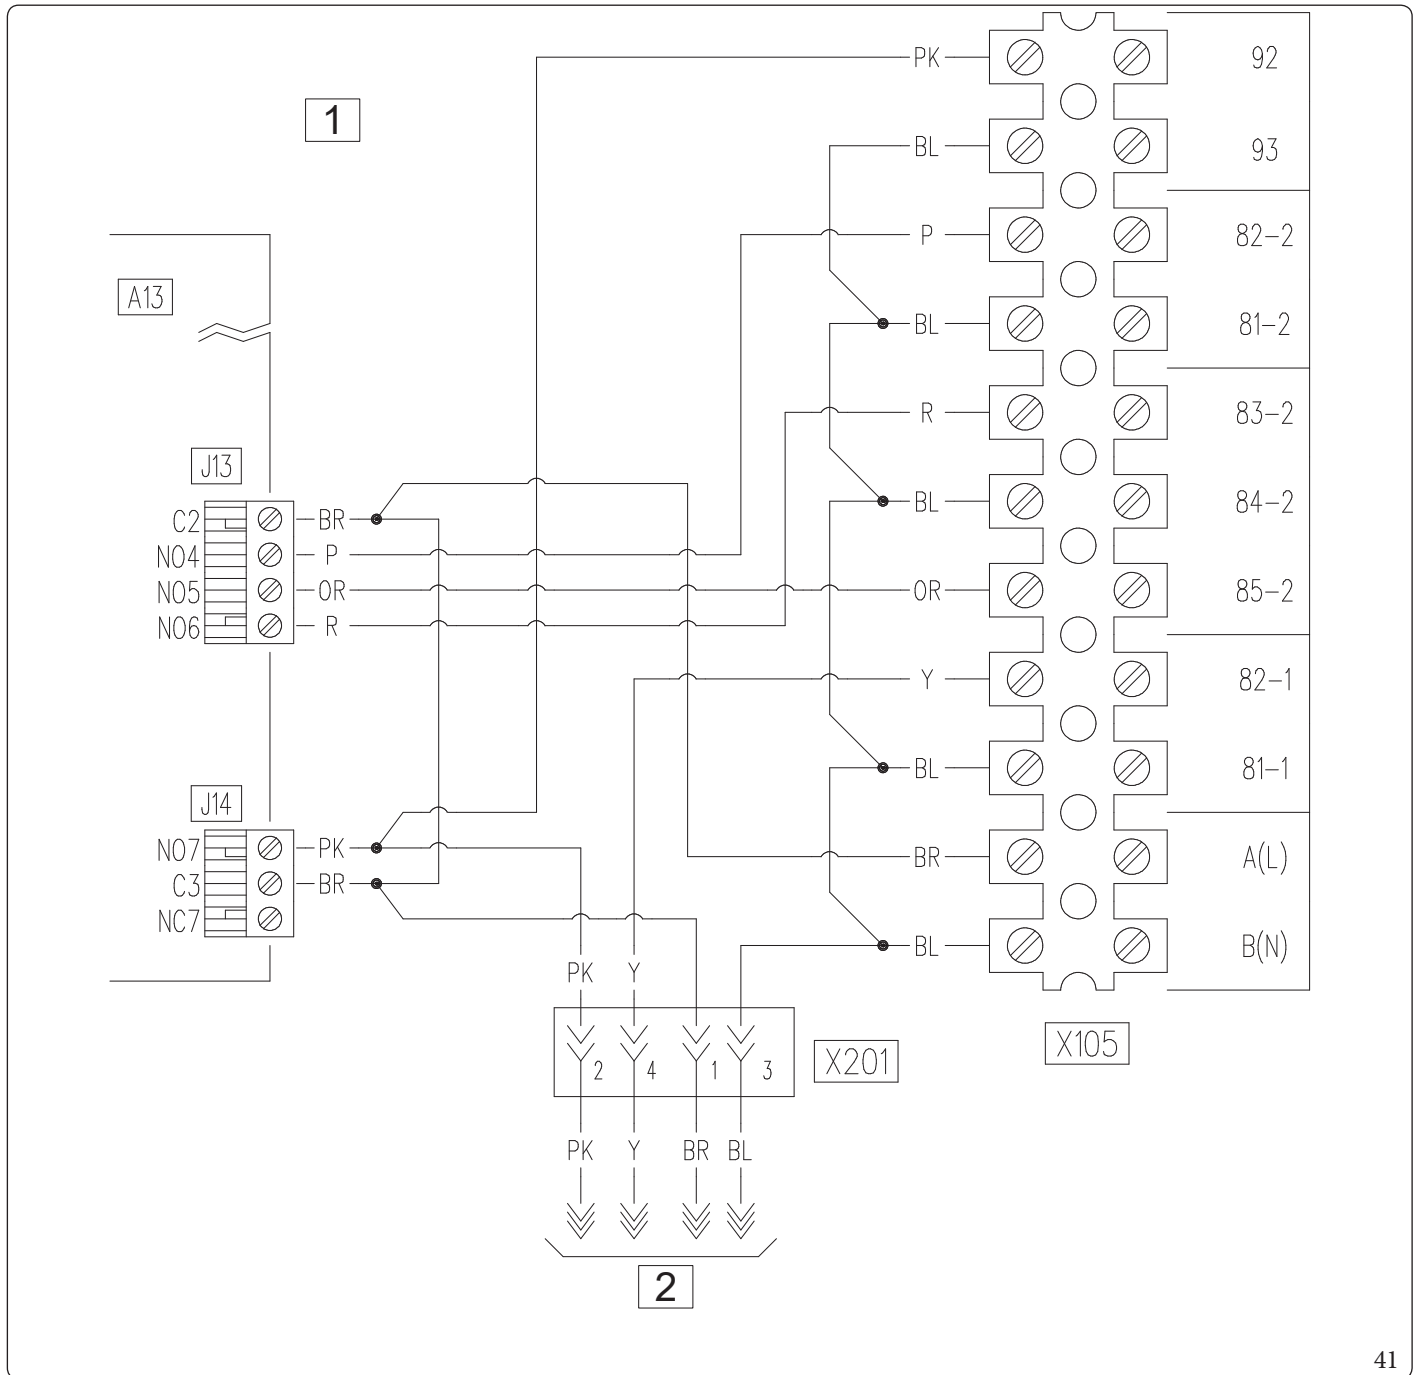 PK
92
1
BL
93
P
82-2
A13
BL
81-2
R
83-2
J13
BL
84-2
C2
BR
NO4
P
NO5
OR
OR
85-2
NO6
R
Y
82-1
BL
81-1
J14
NO7
PK
BR
A(L)
C3
BR
NC7
BL
B(N)
PK
Y
X105
X201
2
4
1
3
PK
Y
BR
BL
2
41